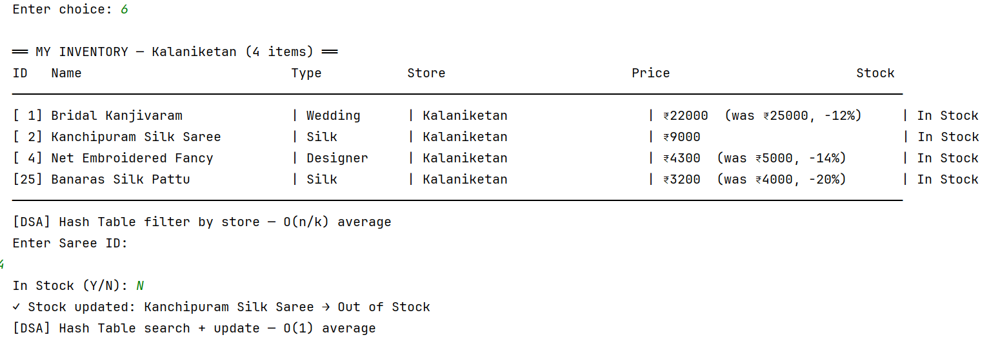 Enter choice: 6
══ MY INVENTORY — Kalaniketan (4 items) ══
ID   Name                           Type           Store                        Price                        Stock
[ 1] Bridal Kanjivaram              | Wedding      | Kalaniketan                  | ₹22000  (was ₹25000, -12%)     | In Stock
[ 2] Kanchipuram Silk Saree         | Silk         | Kalaniketan                  | ₹9000                          | In Stock
[ 4] Net Embroidered Fancy          | Designer     | Kalaniketan                  | ₹4300  (was ₹5000, -14%)       | In Stock
[25] Banaras Silk Pattu             | Silk         | Kalaniketan                  | ₹3200  (was ₹4000, -20%)       | In Stock
[DSA] Hash Table filter by store — O(n/k) average
Enter Saree ID:
4
In Stock (Y/N): N
✓ Stock updated: Kanchipuram Silk Saree → Out of Stock
[DSA] Hash Table search + update — O(1) average